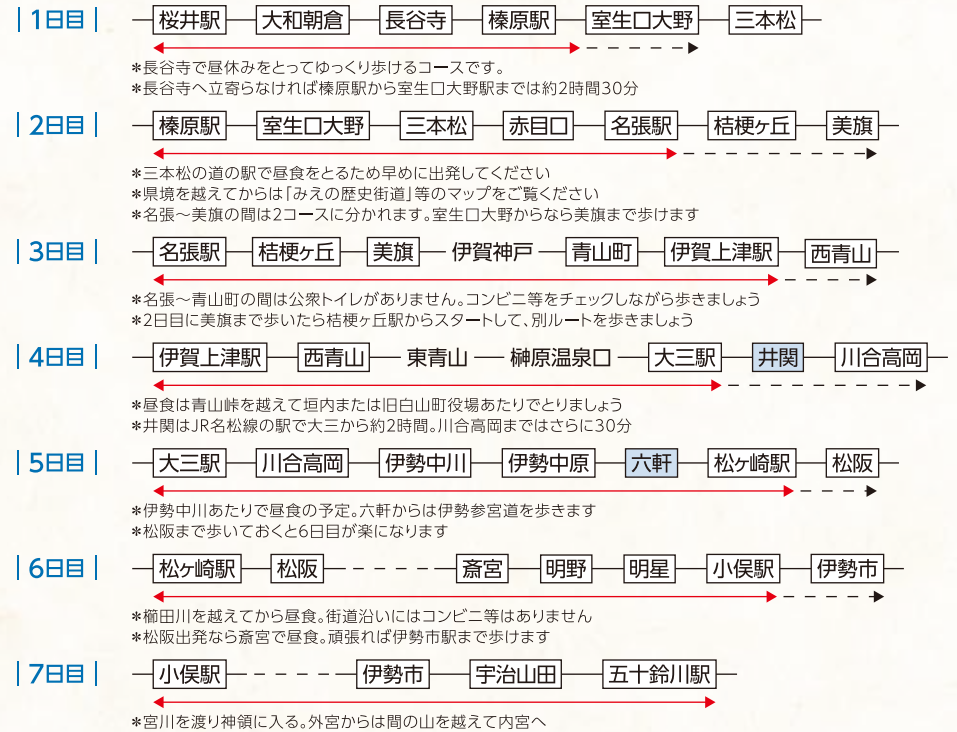 1日目 桜井駅 大和朝倉 長谷寺 榛原駅 室生口大野 三本松
*長谷寺で昼休みをとってゆっくり歩けるコースです。
*長谷寺へ立寄らなければ榛原駅から室生口大野駅までは約2時間30分
2日目 榛原駅 室生口大野 三本松 赤目口 名張駅 桔梗ヶ丘 美旗
*三本松の道の駅で昼食をとるため早めに出発してください
*県境を越えてからは「みえの歴史街道」等のマップをご覧ください
*名張～美旗の間は2コースに分かれます。室生口大野からなら美旗まで歩けます
3日目 名張駅 桔梗ヶ丘 美旗 伊賀神戸 青山町 伊賀上津駅 西青山
*名張～青山町の間は公衆トイレがありません。コンビニ等をチェックしながら歩きましょう
*2日目に美旗まで歩いたら桔梗ヶ丘駅からスタートして、別ルートを歩きましょう
4日目 伊賀上津駅 西青山 東青山 榊原温泉口 大三駅 井関 川合高岡
*昼食は青山峠を越えて垣内または旧白山町役場あたりでとりましょう
*井関はJR名松線の駅で大三から約2時間。川合高岡まではさらに30分
5日目 大三駅 川合高岡 伊勢中川 伊勢中原 六軒 松ヶ崎駅 松阪
*伊勢中川あたりで昼食の予定。六軒からは伊勢参宮道を歩きます
*松阪まで歩いておくと6日目が楽になります
6日目 松ヶ崎駅 松阪 斎宮 明野 明星 小俣駅 伊勢市
*櫛田川を越えてから昼食。街道沿いにはコンビニ等はありません
*松阪出発なら斎宮で昼食。頑張れば伊勢市駅まで歩けます
7日目 小俣駅 伊勢市 宇治山田 五十鈴川駅
*宮川を渡り神領に入る。外宮からは間の山を越えて内宮へ